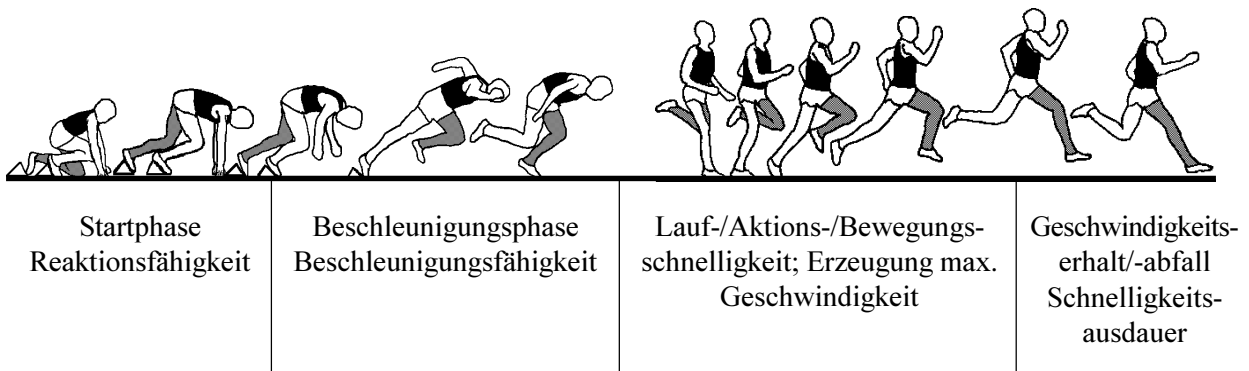 Startphase
Reaktionsfähigkeit
Beschleunigungsphase
Beschleunigungsfähigkeit
Lauf-/Aktions-/Bewegungs-
schnelligkeit; Erzeugung max.
Geschwindigkeit
Geschwindigkeits-
erhalt/-abfall
Schnelligkeits-
ausdauer